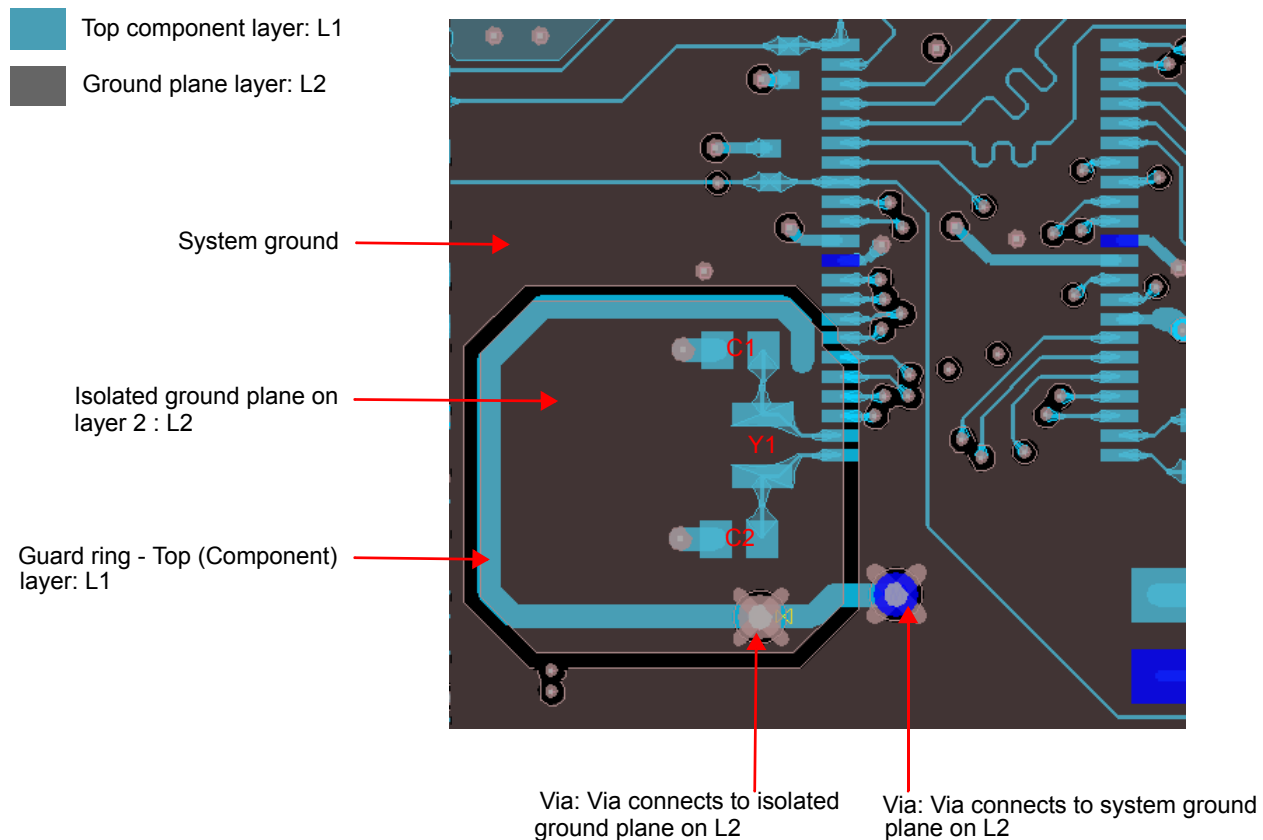 Top component layer: L1
Ground plane layer: L2
System ground
C1
Isolated ground plane on
layer 2 : L2
Y1
C2
Guard ring - Top (Component)
layer: L1
Via: Via connects to isolated
ground plane on L2
Via: Via connects to system ground
plane on L2